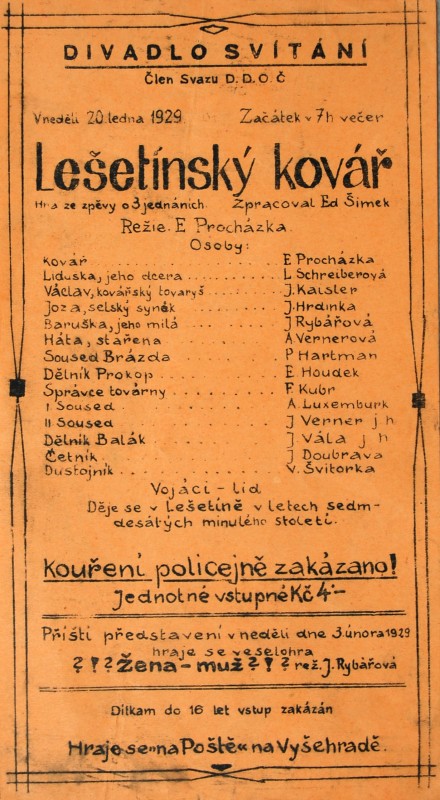 DIVADLO SVÍTÁNÍ
Člen Svazu D.D.O.Č
V neděli 20. ledna 1929. Začátek v 7h večer
Lešetínský kovář
Hra ze zpěvy o 3 jednáních. Zpracoval Ed Šimek
Režie. E Procházka.
Osoby:
Kovář E Procházka
Liduška, jeho dcera L Schreiberová
Václav, kovářský tovaryš J. Kaisler
Joza, selský synek J. Hrdinka
Baruška, jeho milá J Rybářová
Háta, stařena A Vernerová
Soused Brázda P Hartman
Dělník Prokop E. Houdek
Správce továrny F. Kubr
I Soused A. Luxemburk
II Soused J Verner j h
Dělník Balák J Vála j h
Četník J Doubrava
Důstojník V. Švitorka
Vojáci - lid
Děje se v Lešetíně v letech sedm-
desátých minulého století.
Kouření policejně zakázano!
Jednotné vstupné Kč 4·-
Příští představení v neděli dne 3. února 1929
hraje se veselohra
?!? Žena - muž ?!? rež. J. Rybářová
Dítkam do 16 let vstup zakázán
Hraje se „na Poště“ na Vyšehradě.